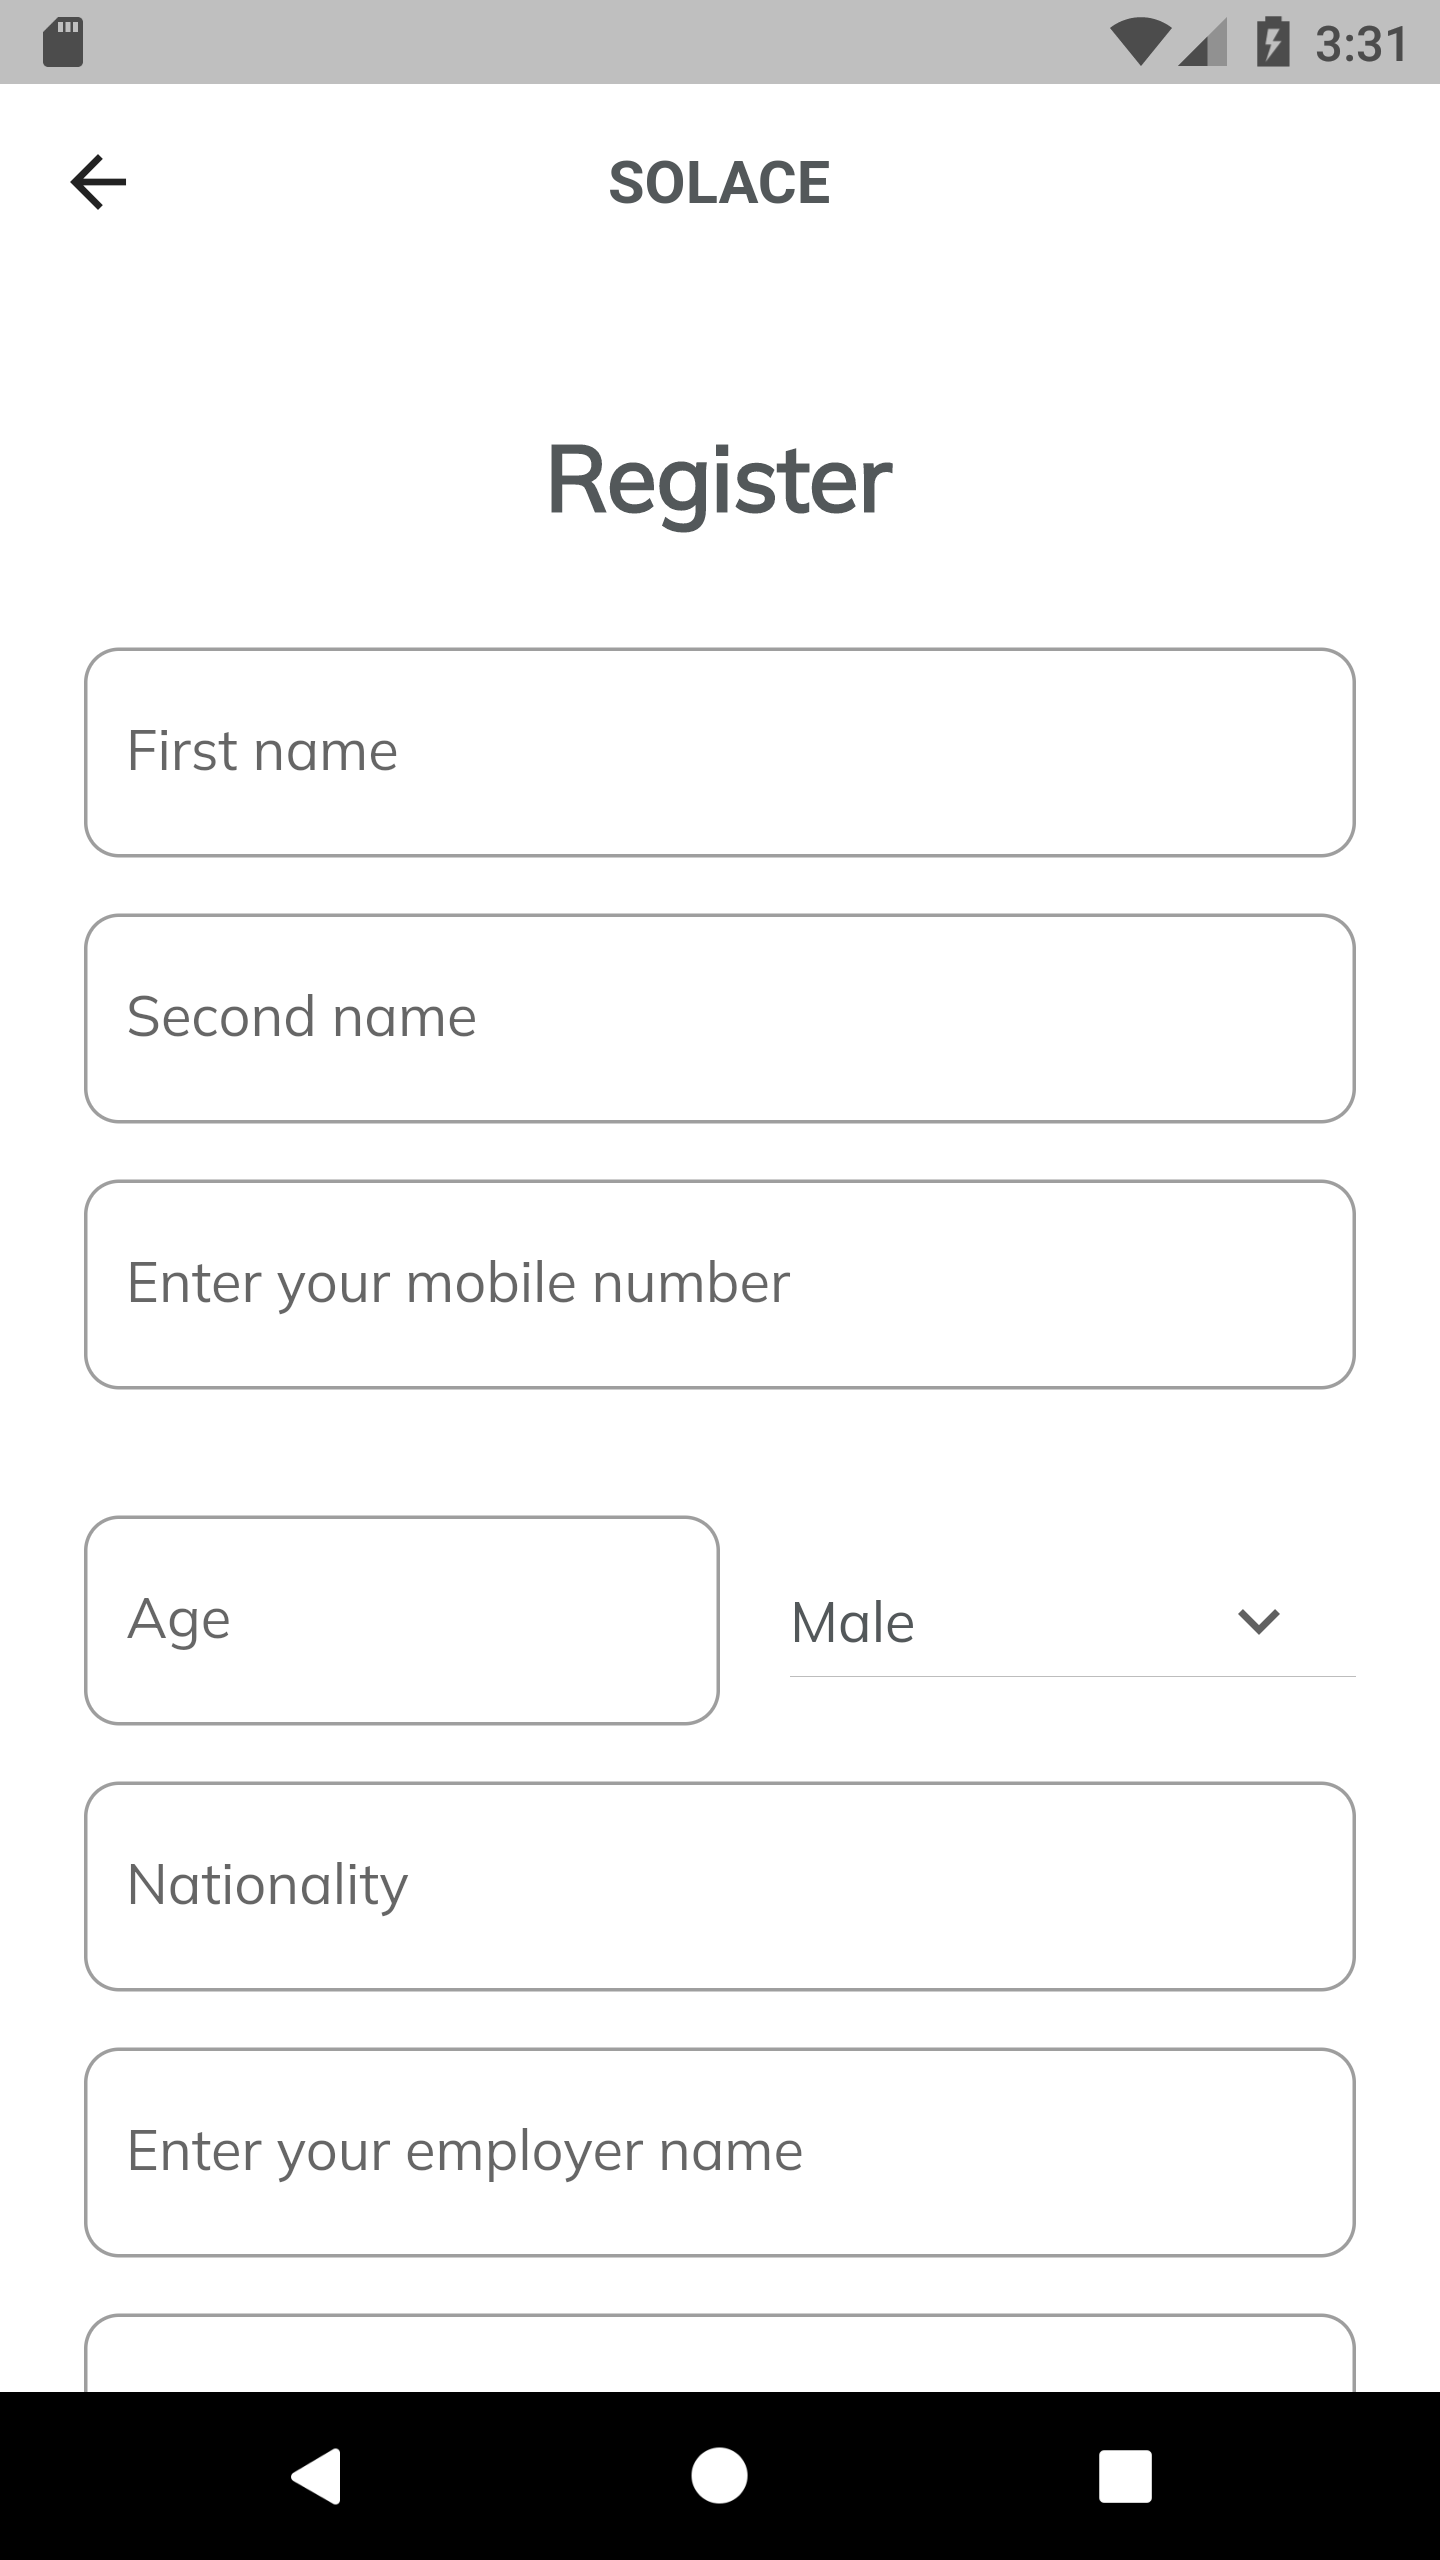 3:31
SOLACE
Register
First name
Second name
Enter your mobile number
Age
Male
Nationality
Enter your employer name